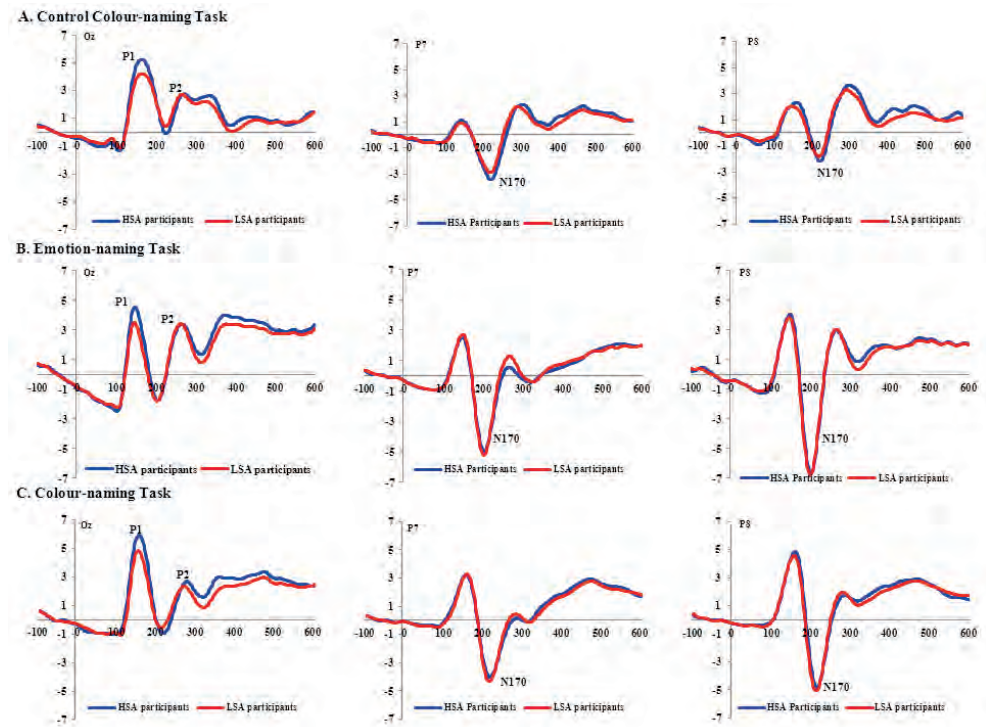 A. Control Colour-naming Task
Oz
P7
P8
7
5
3
1
-1
-3
-5
-7
-100 0 100 200 300 400 500 600
P1
P2
HSA participants LSA participants
7
5
3
1
-1
-3
-5
-7
-100 0 100 200 300 400 500 600
N170
HSA Participants LSA participants
7
5
3
1
-1
-3
-5
-7
-100 0 100 200 300 400 500 600
N170
HSA Participants LSA participants
B. Emotion-naming Task
Oz
P7
P8
7
5
3
1
-1
-3
-5
-7
-100 0 100 200 300 400 500 600
P1
P2
HSA participants LSA participants
7
5
3
1
-1
-3
-5
-7
-100 0 100 200 300 400 500 600
N170
HSA Participants LSA participants
7
5
3
1
-1
-3
-5
-7
-100 0 100 200 300 400 500 600
N170
HSA Participants LSA participants
C. Colour-naming Task
Oz
P7
P8
7
5
3
1
-1
-3
-5
-7
-100 0 100 200 300 400 500 600
P1
P2
HSA participants LSA participants
7
5
3
1
-1
-3
-5
-7
-100 0 100 200 300 400 500 600
N170
HSA Participants LSA participants
7
5
3
1
-1
-3
-5
-7
-100 0 100 200 300 400 500 600
N170
HSA Participants LSA participants